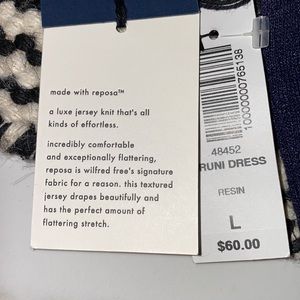 made with reposa™
a luxe jersey knit that's all
kinds of effortless.
incredibly comfortable
and exceptionally flattering,
reposa is wilfred free's signature
fabric for a reason. this textured
jersey drapes beautifully and
has the perfect amount of
flattering stretch.
10000000765138
48452
RUNI DRESS
RESIN
L
$60.00